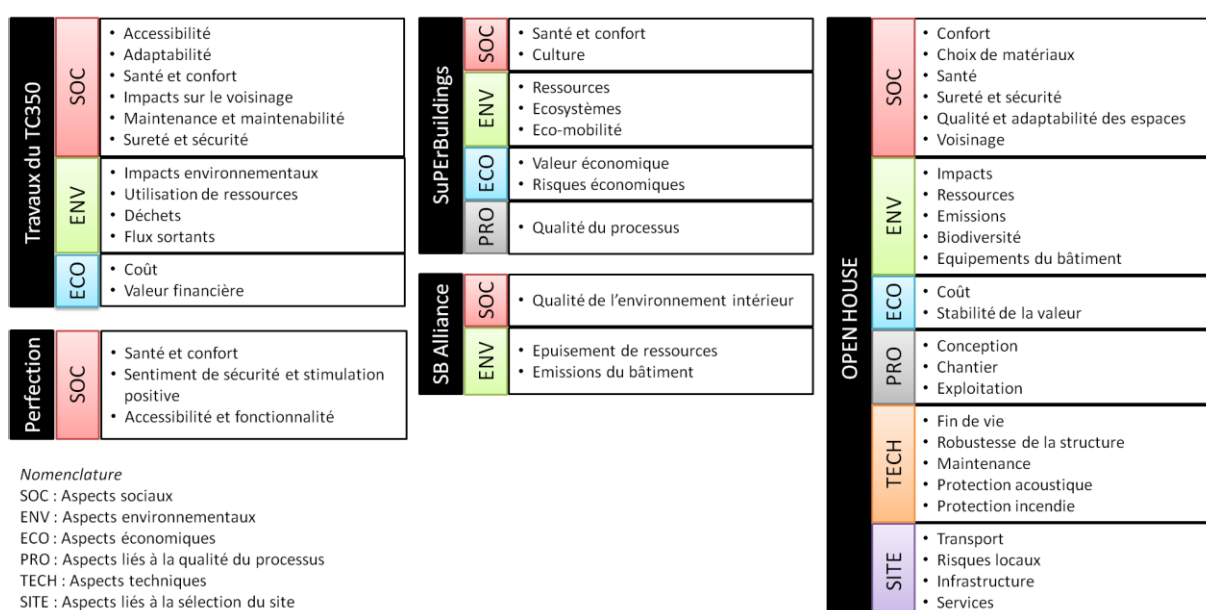 Travaux du TC350
SOC
• Accessibilité
• Adaptabilité
• Santé et confort
• Impacts sur le voisinage
• Maintenance et maintenabilité
• Sureté et sécurité
ENV
• Impacts environnementaux
• Utilisation de ressources
• Déchets
• Flux sortants
ECO
• Coût
• Valeur financière
Perfection
SOC
• Santé et confort
• Sentiment de sécurité et stimulation
positive
• Accessibilité et fonctionnalité
Nomenclature
SOC : Aspects sociaux
ENV : Aspects environnementaux
ECO : Aspects économiques
PRO : Aspects liés à la qualité du processus
TECH : Aspects techniques
SITE : Aspects liés à la sélection du site
SuPErBuildings
SOC
• Santé et confort
• Culture
ENV
• Ressources
• Ecosystèmes
• Eco-mobilité
ECO
• Valeur économique
• Risques économiques
PRO
• Qualité du processus
SB Alliance
SOC
• Qualité de l'environnement intérieur
ENV
• Epuisement de ressources
• Emissions du bâtiment
OPEN HOUSE
SOC
• Confort
• Choix de matériaux
• Santé
• Sureté et sécurité
• Qualité et adaptabilité des espaces
• Voisinage
ENV
• Impacts
• Ressources
• Emissions
• Biodiversité
• Equipements du bâtiment
ECO
• Coût
• Stabilité de la valeur
PRO
• Conception
• Chantier
• Exploitation
TECH
• Fin de vie
• Robustesse de la structure
• Maintenance
• Protection acoustique
• Protection incendie
SITE
• Transport
• Risques locaux
• Infrastructure
• Services